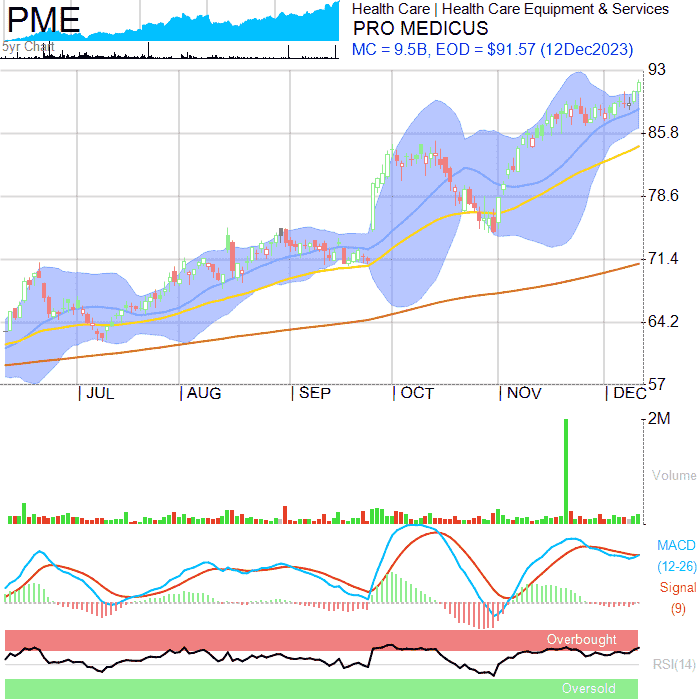 PME
5yr Chart
Health Care | Health Care Equipment & Services
PRO MEDICUS
MC = 9.5B, EOD = $91.57 (12Dec2023)
93
85.8
78.6
71.4
64.2
57
| JUL | AUG | SEP | OCT | NOV | DEC
2M
Volume
MACD
(12-26)
Signal
(9)
Overbought
RSI(14)
Oversold